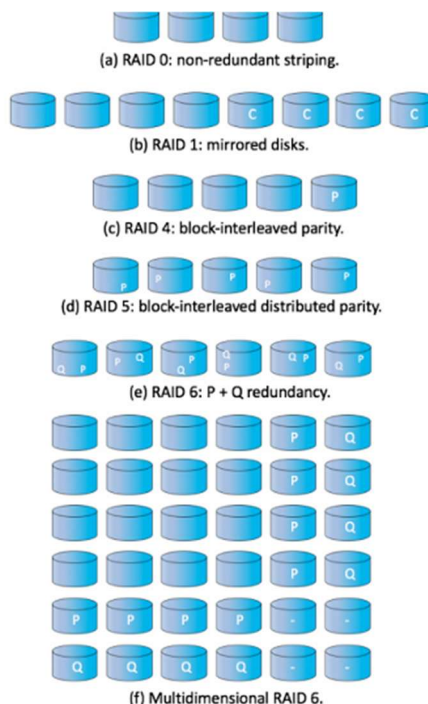 (a) RAID 0: non-redundant striping.
C C C C
(b) RAID 1: mirrored disks.
P
(c) RAID 4: block-interleaved parity.
P P P P P
(d) RAID 5: block-interleaved distributed parity.
Q P P Q Q P Q P Q P Q P
(e) RAID 6: P + Q redundancy.
P Q
P Q
P Q
P Q
P P P P - -
Q Q Q Q - -
(f) Multidimensional RAID 6.